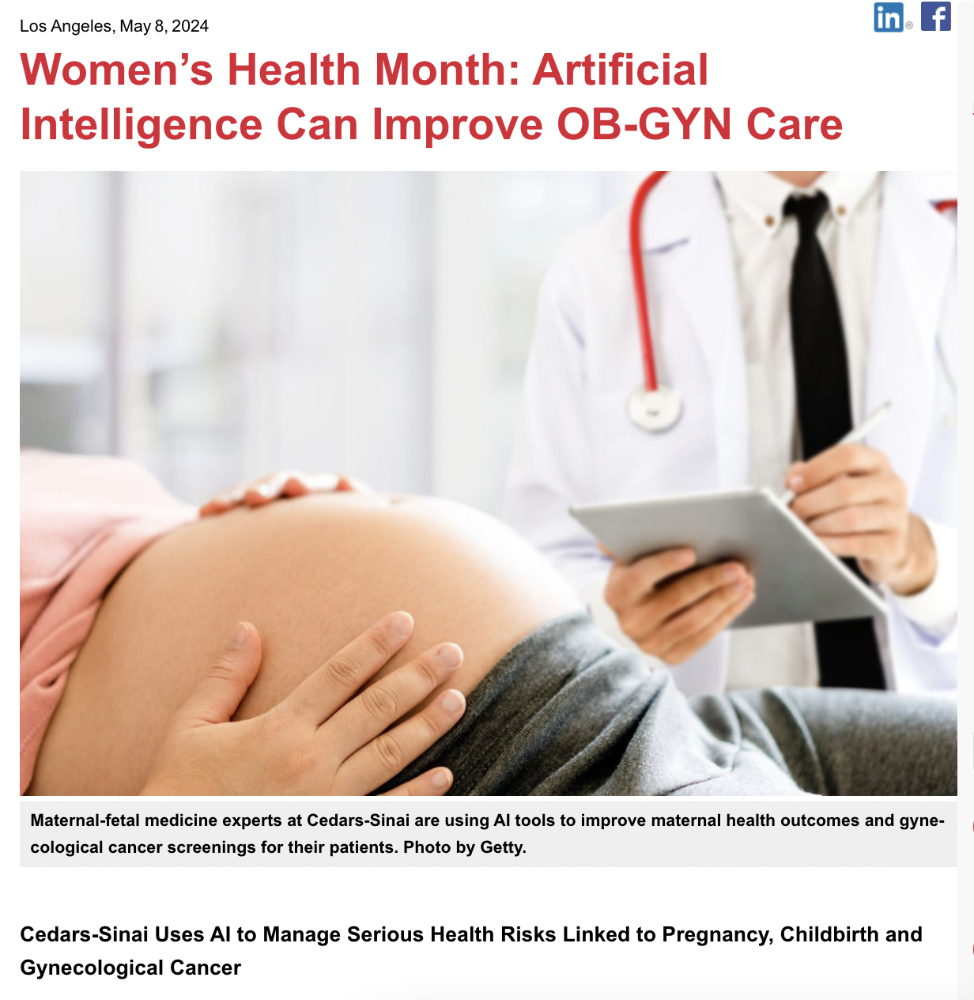 Los Angeles, May 8, 2024
in ® f
Women’s Health Month: Artificial
Intelligence Can Improve OB-GYN Care
Maternal-fetal medicine experts at Cedars-Sinai are using AI tools to improve maternal health outcomes and gyne-
cological cancer screenings for their patients. Photo by Getty.
Cedars-Sinai Uses AI to Manage Serious Health Risks Linked to Pregnancy, Childbirth and
Gynecological Cancer